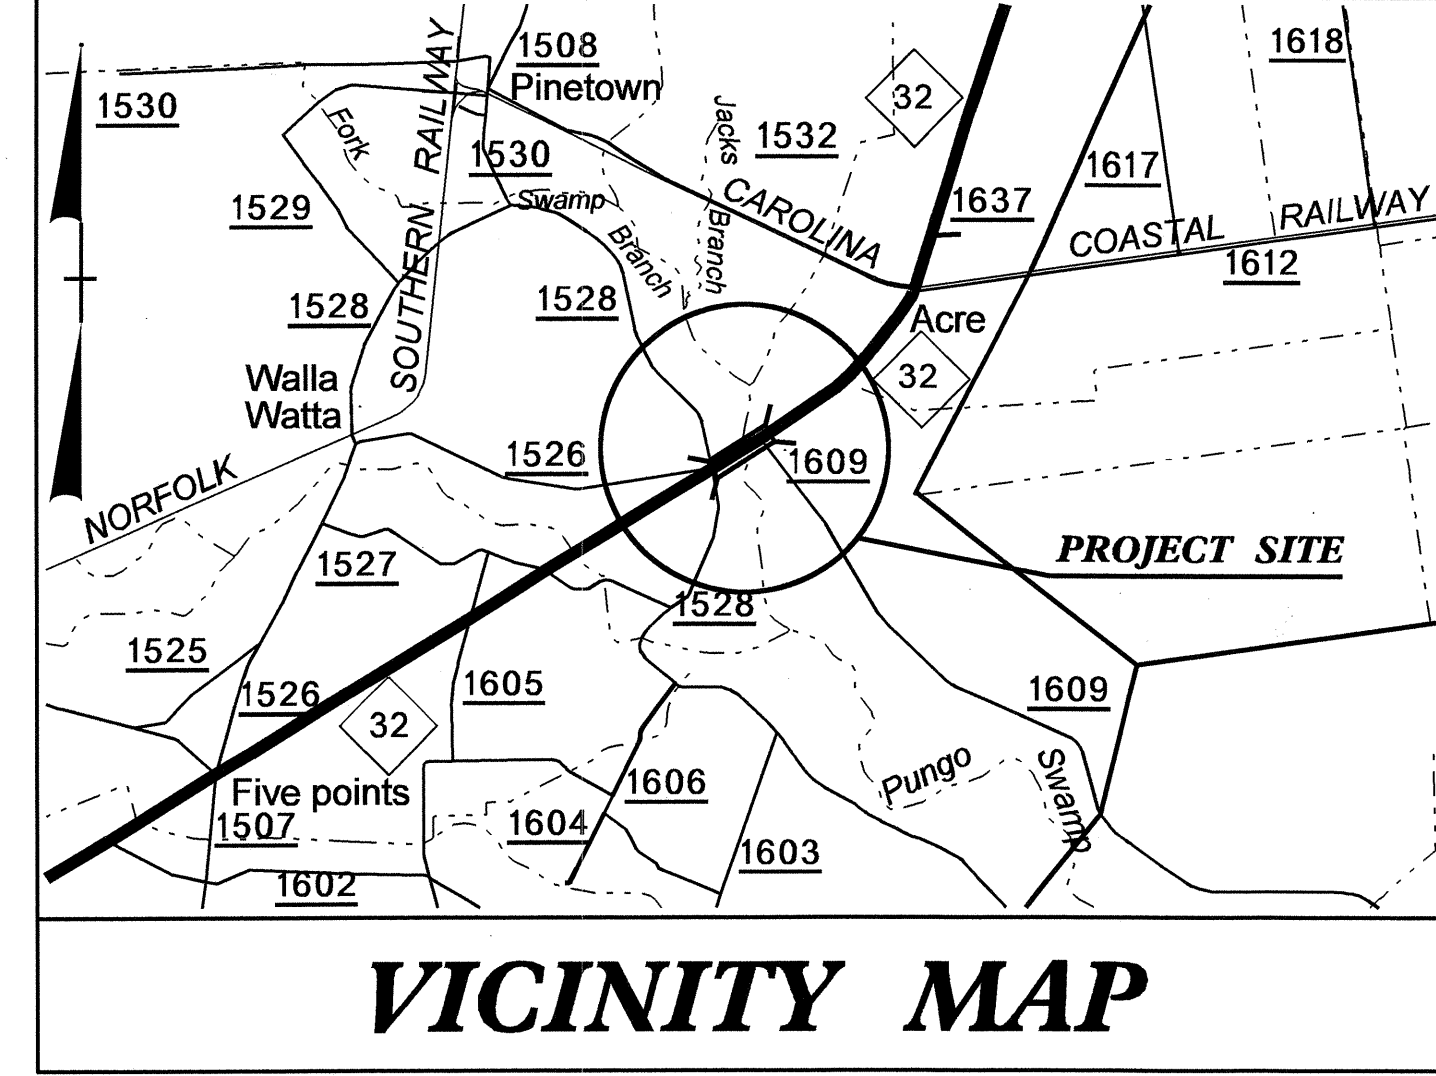 1508
Pinetown
1618
1530
32
Fork
Jacks
Branch
1532
1530
1617
SOUTHERN RAILWAY
Swamp
Branch
1529
1637
CAROLINA COASTAL RAILWAY
1612
1528
1528
Acre
32
Walla
Watta
1526
1609
NORFOLK
PROJECT SITE
1527
1528
1525
1526
1605
1609
32
Pungo Swamp
Five points
1507
1606
1604
1603
1602
VICINITY MAP